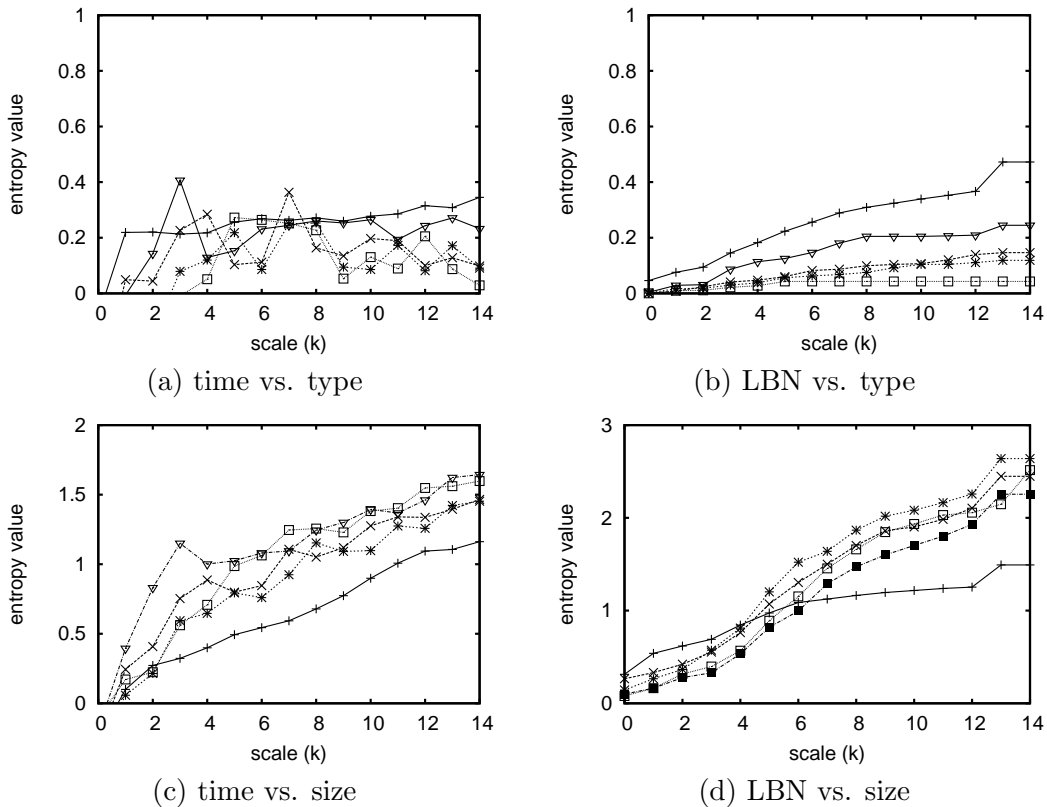 1
0.8
0.6
0.4
0.2
0
entropy value
0 2 4 6 8 10 12 14
scale (k)
(a) time vs. type
1
0.8
0.6
0.4
0.2
0
entropy value
0 2 4 6 8 10 12 14
scale (k)
(b) LBN vs. type
2
1.5
1
0.5
0
entropy value
0 2 4 6 8 10 12 14
scale (k)
(c) time vs. size
3
2
1
0
entropy value
0 2 4 6 8 10 12 14
scale (k)
(d) LBN vs. size